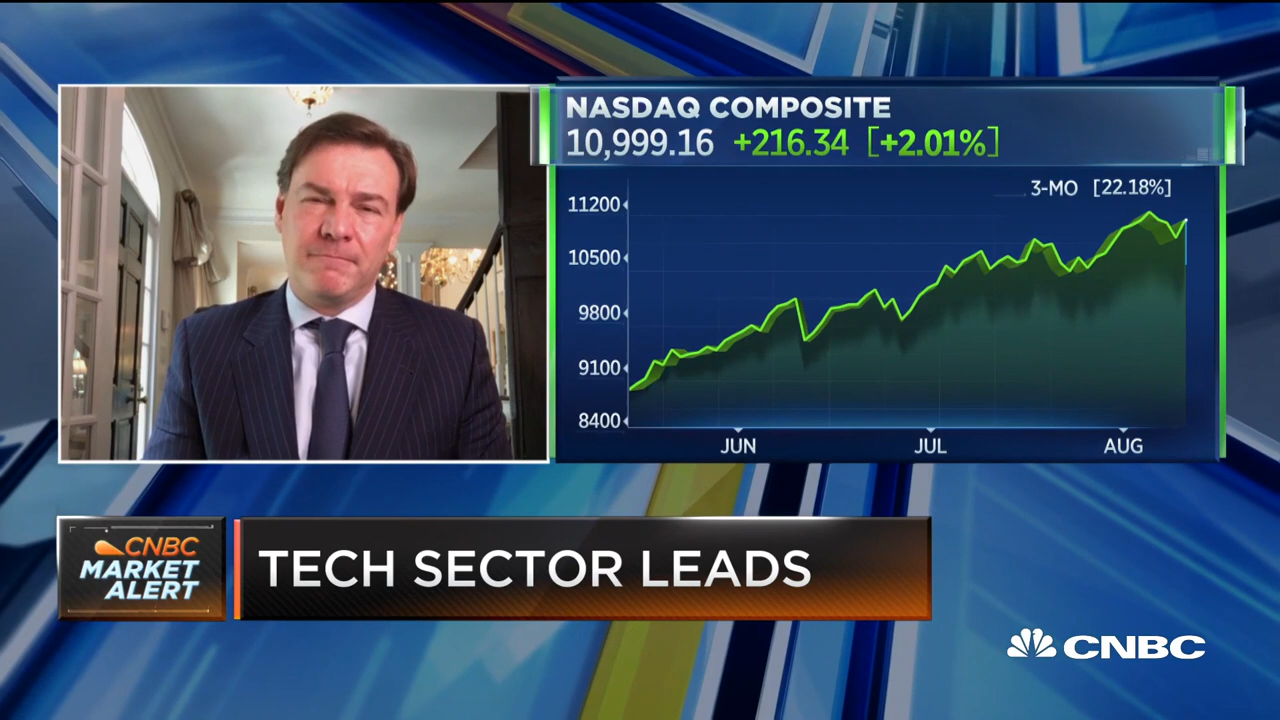 NASDAQ COMPOSITE
10,999.16 +216.34 [+2.01%]
3-MO [22.18%]
11200
10500
9800
9100
8400
JUN JUL AUG
CNBC
MARKET
ALERT
TECH SECTOR LEADS
CNBC